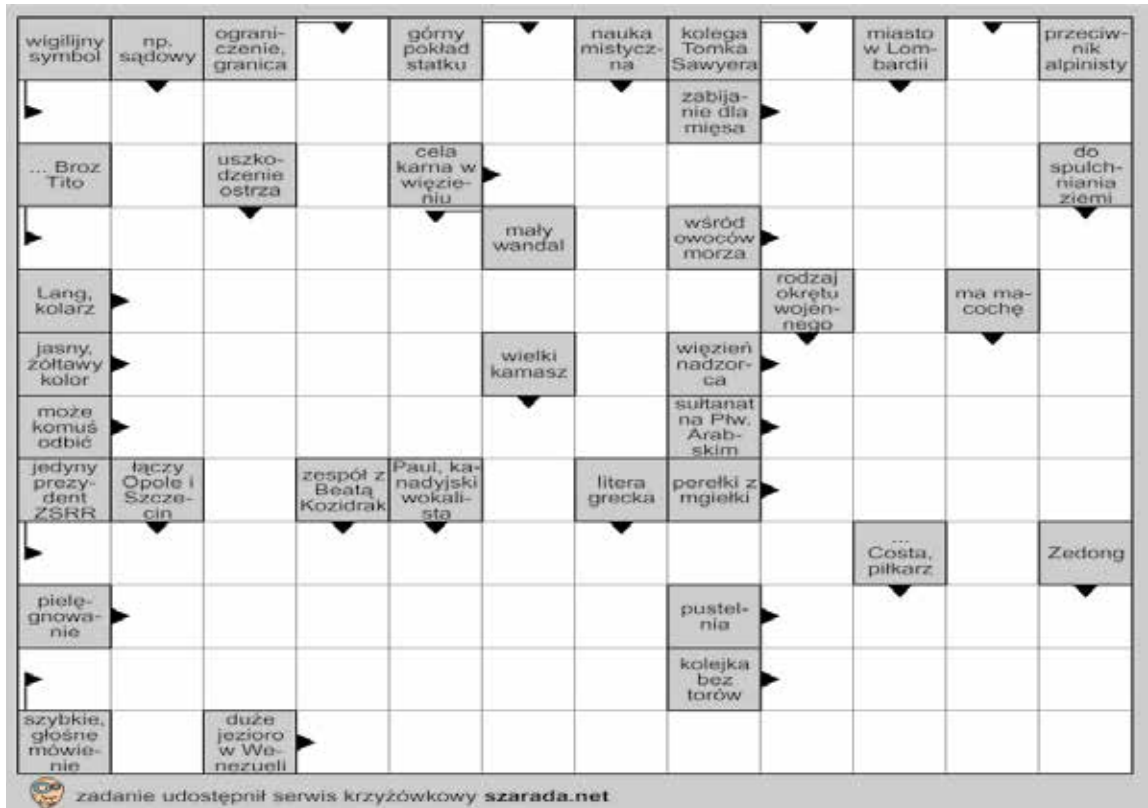 wigilijny
symbol
np.
sądowy
ograni-
czenie,
granica
górny
pokład
statku
nauka
mistycz-
na
kolega
Tomka
Sawyera
miasto
w Lom-
bardii
przeciw-
nik
alpinisty
zabija-
nie dla
mięsa
... Broz
Tito
uszko-
dzenie
ostrza
cela
karna w
więzie-
niu
do
spulch-
niania
ziemi
mały
wandal
wśród
owoców
morza
Lang,
kolarz
rodzaj
okrętu
wojen-
nego
ma ma-
cochę
jasny,
żółtawy
kolor
wielki
kamasz
więzień
nadzor-
ca
może
komuś
odbić
sułtanat
na Płw.
Arab-
skim
jedyny
prezy-
dent
ZSRR
łączy
Opole i
Szcze-
cin
zespół z
Beatą
Kozidrak
Paul, ka-
nadyjski
wokali-
sta
litera
grecka
perełki z
mgiełki
...
Costa,
piłkarz
Zedong
pielę-
gnowa-
nie
pustel-
nia
kolejka
bez
torów
szybkie,
głośne
mówie-
nie
duże
jezioro
w We-
nezueli
zadanie udostępnił serwis krzyżówkowy szarada.net